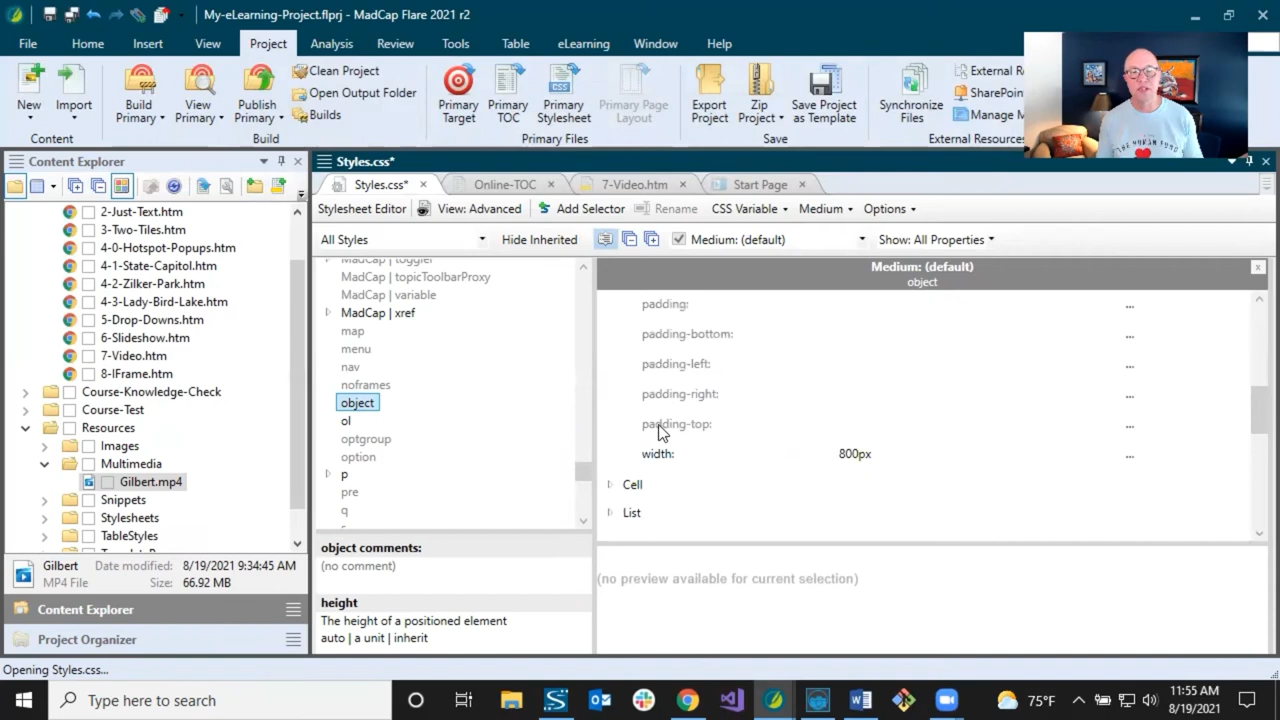 My-eLearning-Project.flprj - MadCap Flare 2021 r2
File Home Insert View Project Analysis Review Tools Table eLearning Window Help
New Import Build Primary View Primary Publish Primary
Clean Project
Open Output Folder
Builds
Primary Target Primary TOC Primary Stylesheet Primary Page Layout
Export Project Zip Project Save Project as Template Synchronize Files
External Re
SharePoin
Manage M
Content Build Primary Files Save External Resources
Content Explorer
Styles.css*
Styles.css* Online-TOC 7-Video.htm Start Page
Stylesheet Editor View: Advanced Add Selector Rename CSS Variable Medium Options
All Styles Hide Inherited Medium: (default) Show: All Properties
2-Just-Text.htm
3-Two-Tiles.htm
4-0-Hotspot-Popups.htm
4-1-State-Capitol.htm
4-2-Zilker-Park.htm
4-3-Lady-Bird-Lake.htm
5-Drop-Downs.htm
6-Slideshow.htm
7-Video.htm
8-IFrame.htm
Course-Knowledge-Check
Course-Test
Resources
Images
Multimedia
Gilbert.mp4
Snippets
Stylesheets
TableStyles
Gilbert Date modified: 8/19/2021 9:34:45 AM
MP4 File Size: 66.92 MB
Content Explorer
Project Organizer
MadCap | toggler
MadCap | topicToolbarProxy
MadCap | variable
MadCap | xref
map
menu
nav
noframes
object
ol
optgroup
option
p
pre
q
object comments:
(no comment)
height
The height of a positioned element
auto | a unit | inherit
Medium: (default)
object
padding: ...
padding-bottom: ...
padding-left: ...
padding-right: ...
padding-top: ...
width: 800px ...
Cell
List
(no preview available for current selection)
Opening Styles.css...
Type here to search
75°F
11:55 AM
8/19/2021